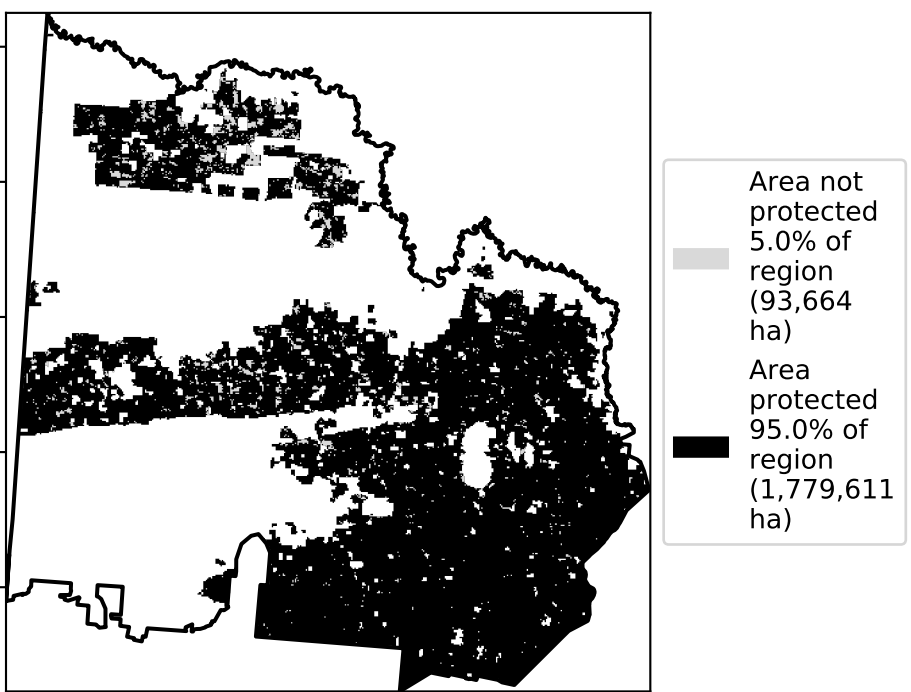 Area not
protected
5.0% of
region
(93,664
ha)
Area
protected
95.0% of
region
(1,779,611
ha)